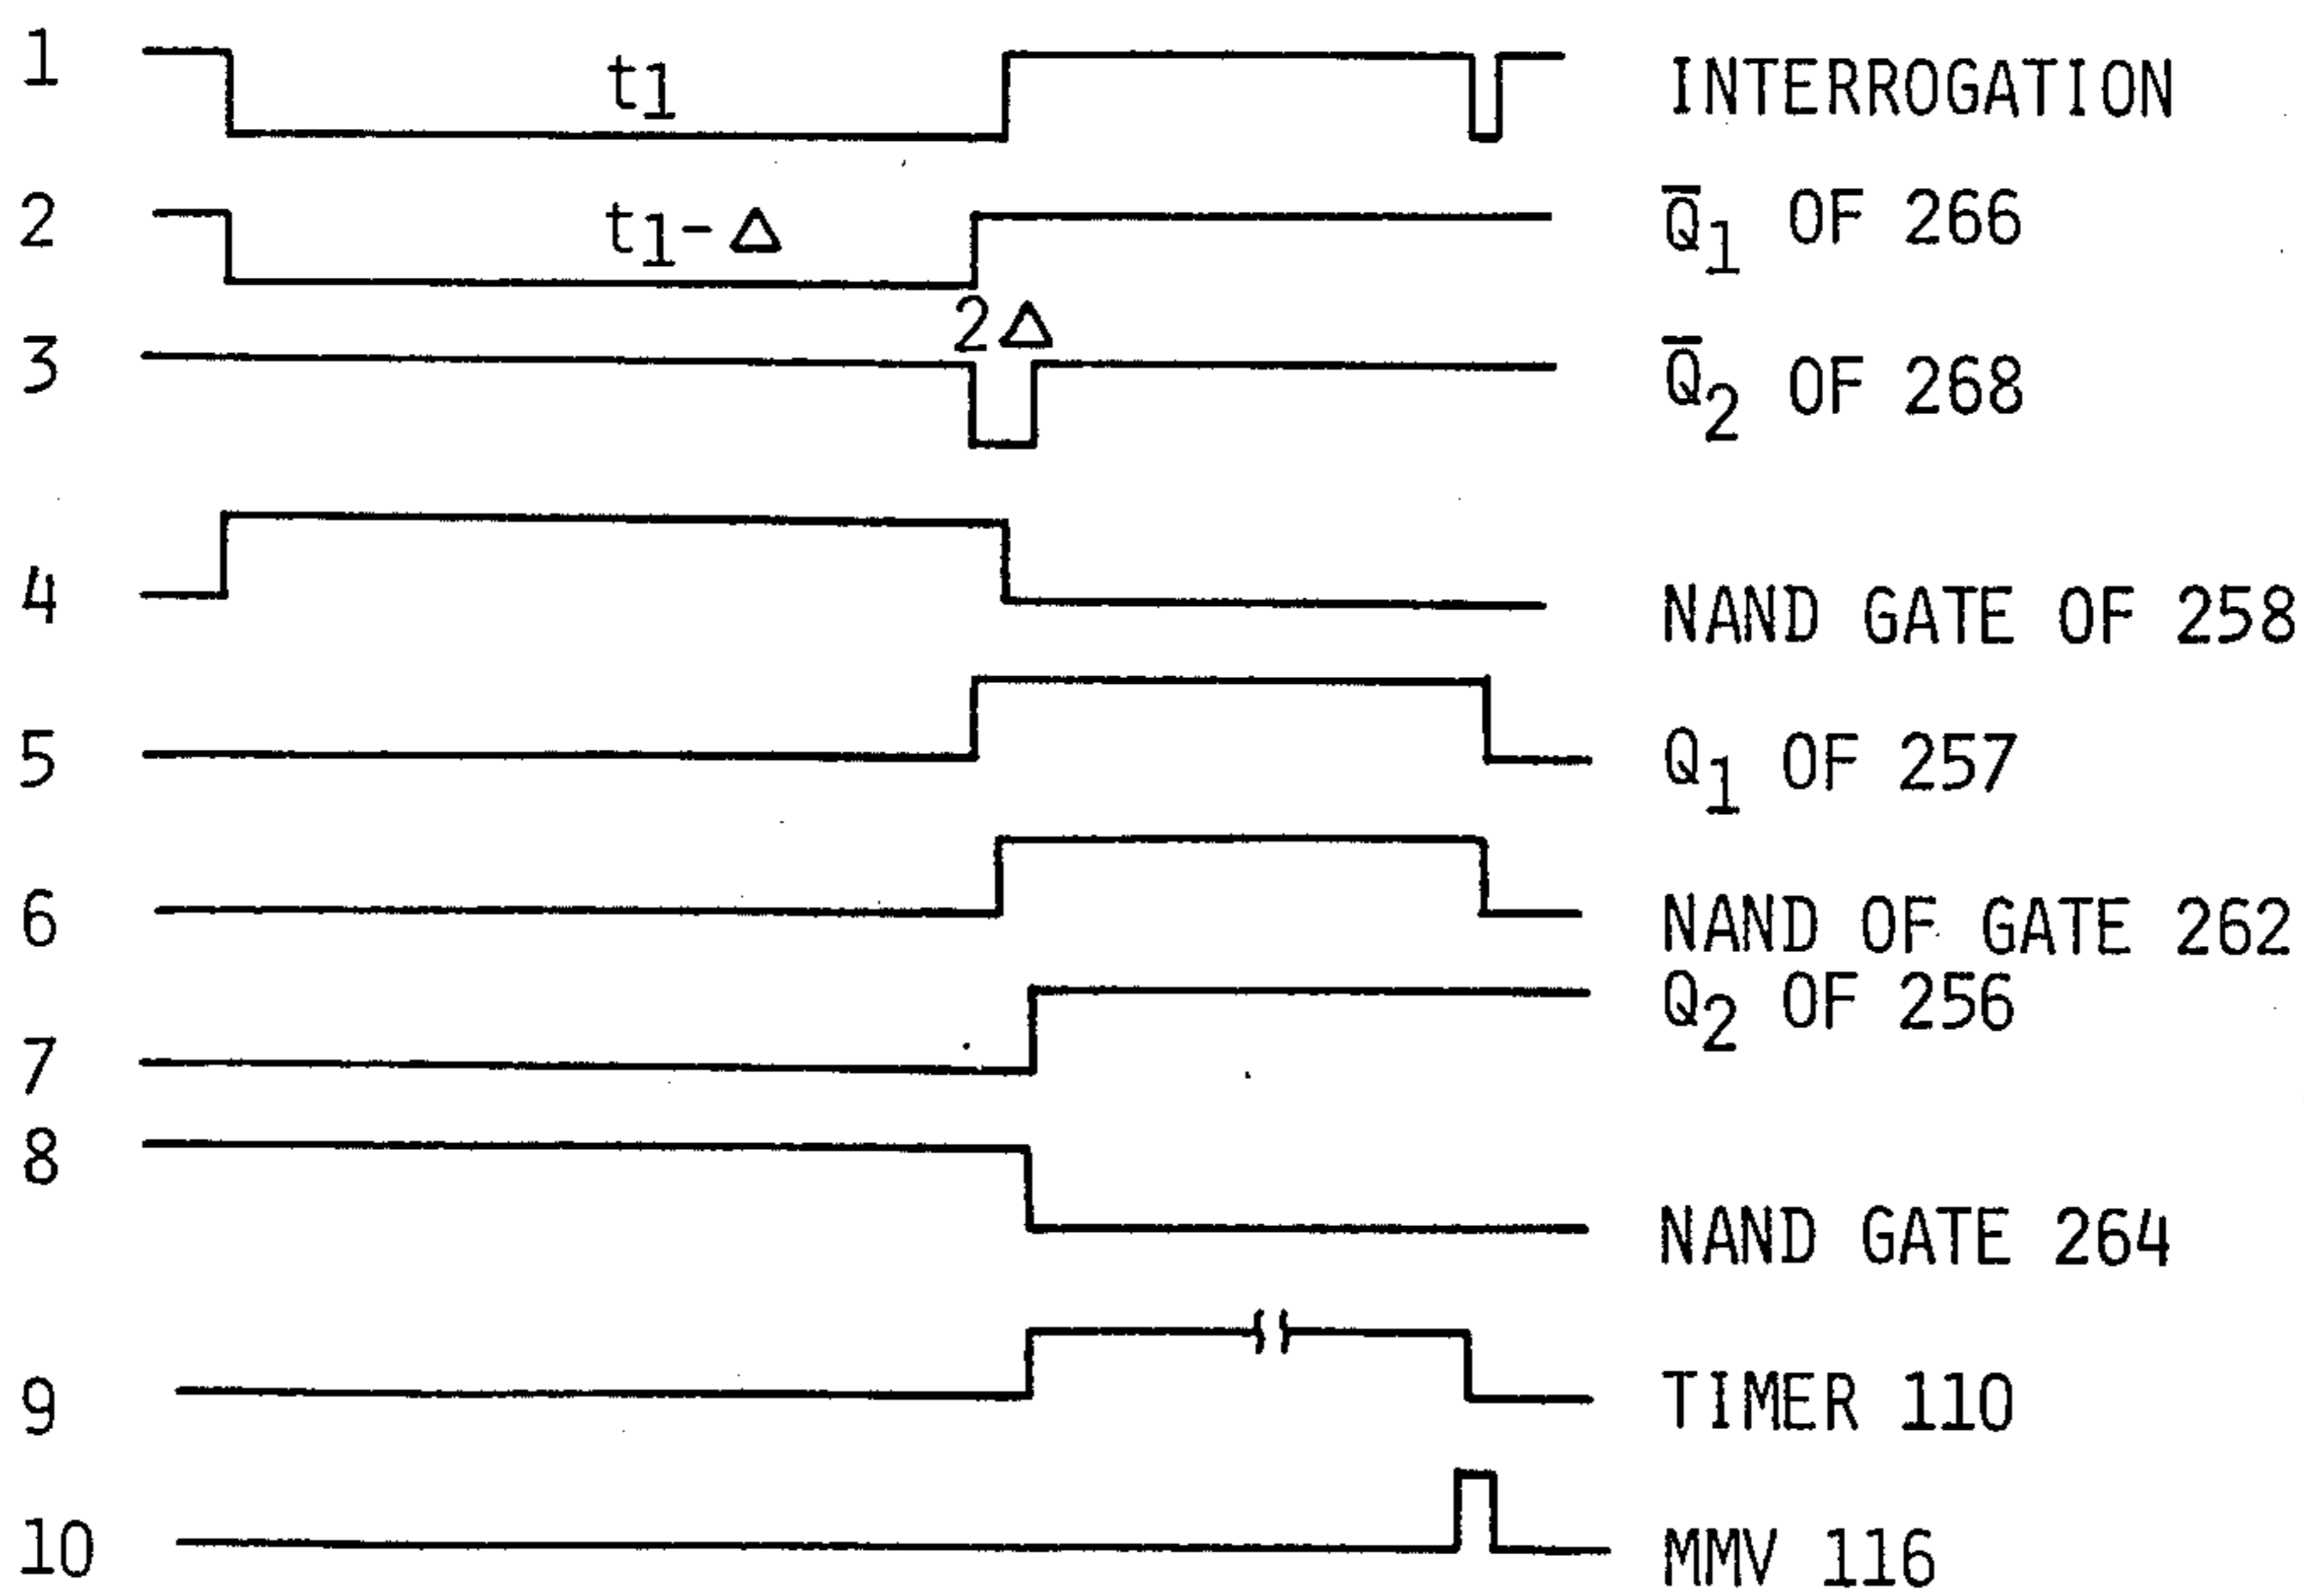 1 t1 INTERROGATION
2 t1-Δ Q̅1 OF 266
2Δ
3 Q̅2 OF 268
4 NAND GATE OF 258
5 Q1 OF 257
6 NAND OF GATE 262
7 Q2 OF 256
8 NAND GATE 264
9 TIMER 110
10 MMV 116